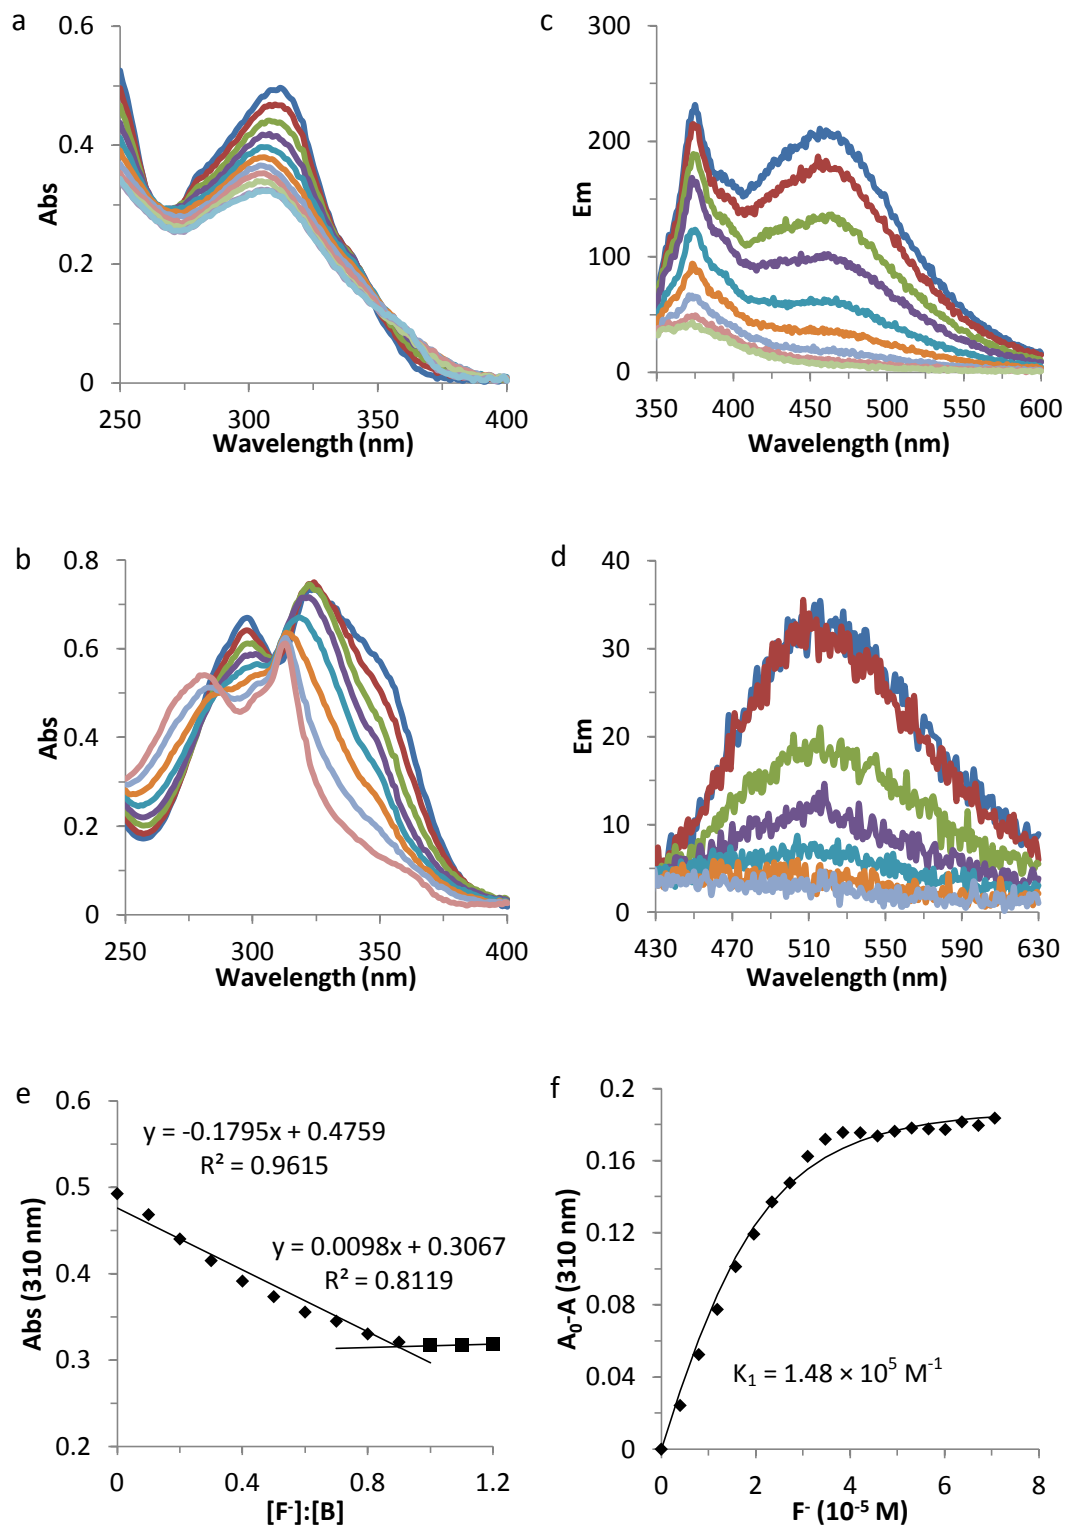 a
0.6
0.4
0.2
0
Abs
250
300
350
400
Wavelength (nm)
c
300
200
100
0
Em
350
400
450
500
550
600
Wavelength (nm)
b
0.8
0.6
0.4
0.2
0
Abs
250
300
350
400
Wavelength (nm)
d
40
30
20
10
0
Em
430
470
510
550
590
630
Wavelength (nm)
e
0.6
0.5
0.4
0.3
0.2
Abs (310 nm)
y = -0.1795x + 0.4759
R² = 0.9615
y = 0.0098x + 0.3067
R² = 0.8119
0
0.4
0.8
1.2
[F⁻]:[B]
f
0.2
0.16
0.12
0.08
0.04
0
A₀-A (310 nm)
K₁ = 1.48 × 10⁵ M⁻¹
0
2
4
6
8
F⁻ (10⁻⁵ M)